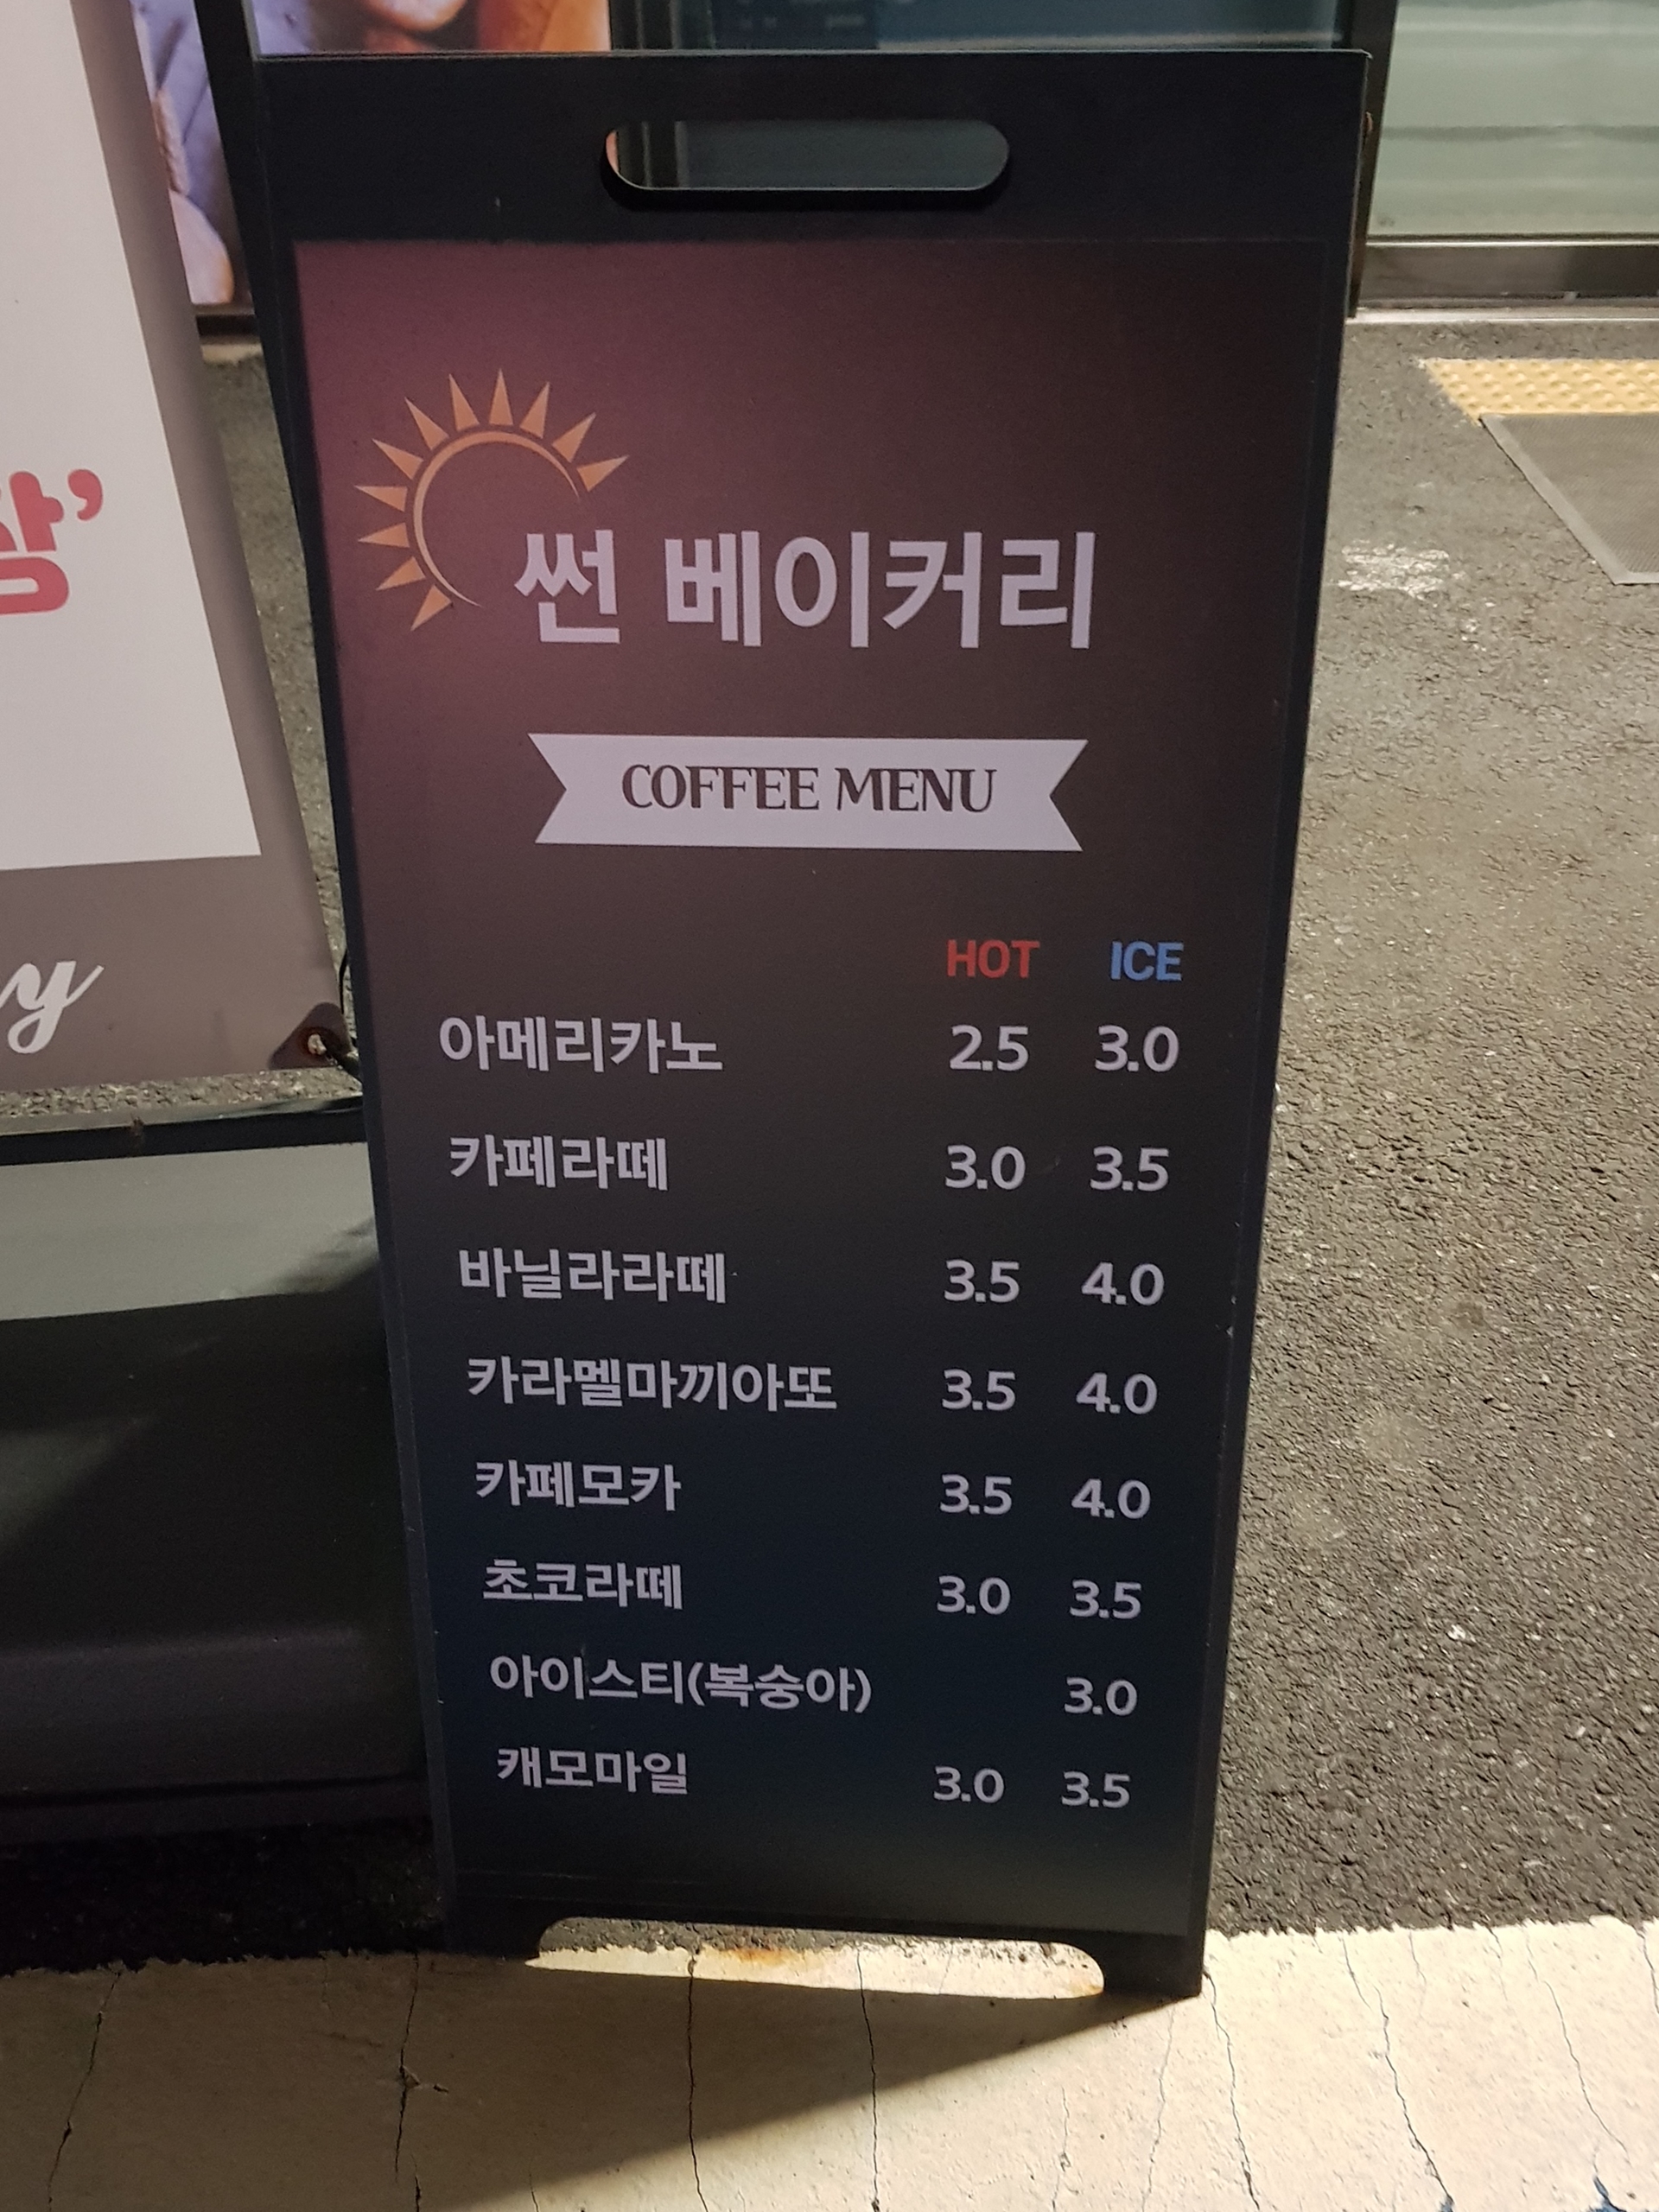 썬 베이커리
COFFEE MENU
HOT ICE
아메리카노 2.5 3.0
카페라떼 3.0 3.5
바닐라라떼 3.5 4.0
카라멜마끼아또 3.5 4.0
카페모카 3.5 4.0
초코라떼 3.0 3.5
아이스티(복숭아) 3.0
캐모마일 3.0 3.5